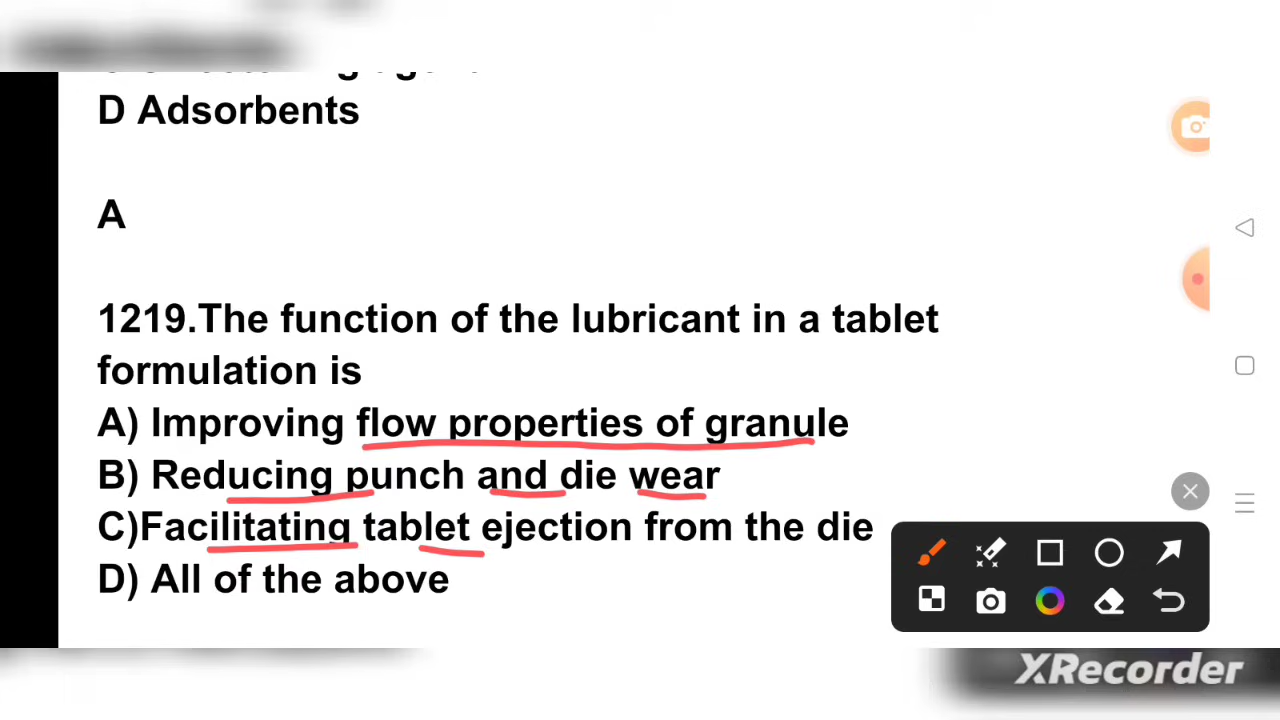 D Adsorbents
A
1219.The function of the lubricant in a tablet
formulation is
A) Improving flow properties of granule
B) Reducing punch and die wear
C)Facilitating tablet ejection from the die
D) All of the above
XRecorder